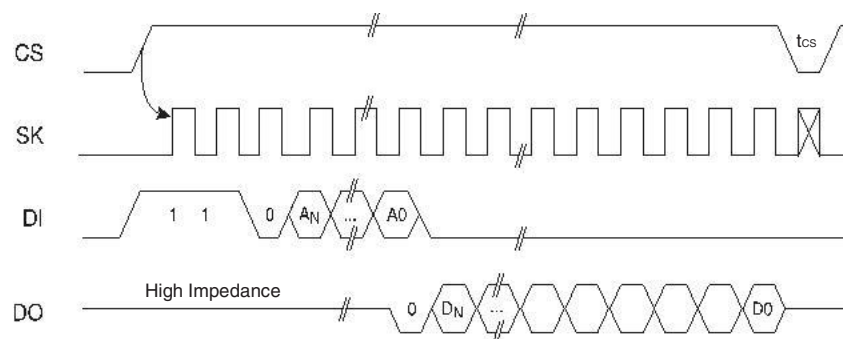 CS tCS
SK
DI 1 1 0 AN ... A0
High Impedance
DO 0 DN ... D0